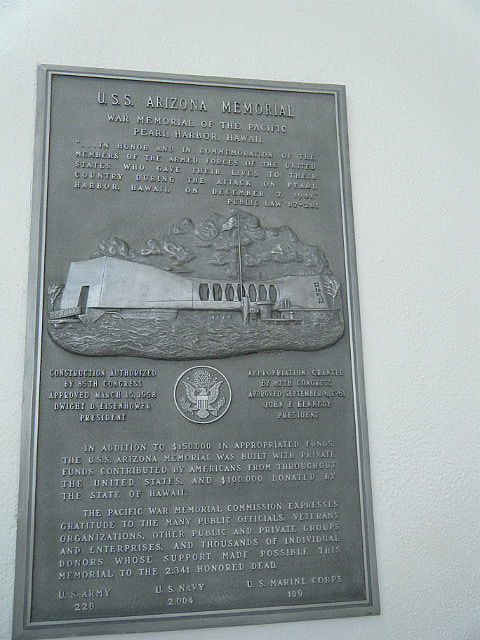 U.S.S. ARIZONA MEMORIAL
WAR MEMORIAL OF THE PACIFIC
PEARL HARBOR, HAWAII
"...IN HONOR AND IN COMMEMORATION OF THE
MEMBERS OF THE ARMED FORCES OF THE UNITED
STATES WHO GAVE THEIR LIVES TO THEIR
COUNTRY DURING THE ATTACK ON PEARL
HARBOR, HAWAII, ON DECEMBER 7, 1941."
PUBLIC LAW 87-201
CONSTRUCTION AUTHORIZED
BY 85TH CONGRESS
APPROVED MARCH 15, 1958
DWIGHT D. EISENHOWER
PRESIDENT
APPROPRIATION GRANTED
BY 87TH CONGRESS
APPROVED SEPTEMBER 6, 1961
JOHN F. KENNEDY
PRESIDENT
IN ADDITION TO $150,000 IN APPROPRIATED FUNDS,
THE U.S.S. ARIZONA MEMORIAL WAS BUILT WITH PRIVATE
FUNDS CONTRIBUTED BY AMERICANS FROM THROUGHOUT
THE UNITED STATES, AND $100,000 DONATED BY
THE STATE OF HAWAII.
THE PACIFIC WAR MEMORIAL COMMISSION EXPRESSES
GRATITUDE TO THE MANY PUBLIC OFFICIALS, VETERANS
ORGANIZATIONS, OTHER PUBLIC AND PRIVATE GROUPS
AND ENTERPRISES, AND THOUSANDS OF INDIVIDUAL
DONORS WHOSE SUPPORT MADE POSSIBLE THIS
MEMORIAL TO THE 2,341 HONORED DEAD.
U.S. ARMY U.S. NAVY U.S. MARINE CORPS
228 2,004 109